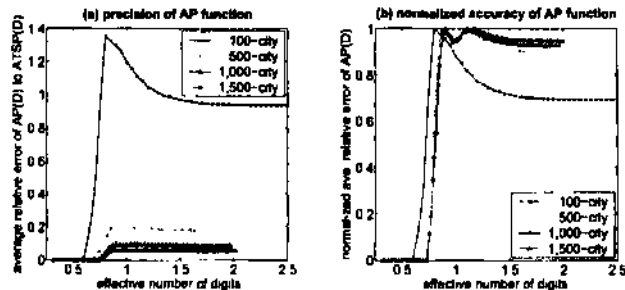 (a) precision of AP function
average relative error of AP(D) to ATSP(D)
1.4
1.2
1
0.8
0.6
0.4
0.2
0
0.5 1 1.5 2 2.5
effective number of digits
100-city
500-city
1,000-city
1,500-city
(b) normalized accuracy of AP function
normalized ave relative error of AP(D)
1
0.8
0.6
0.4
0.2
0
0.5 1 1.5 2 2.5
effective number of digits
100-city
500-city
1,000-city
1,500-city